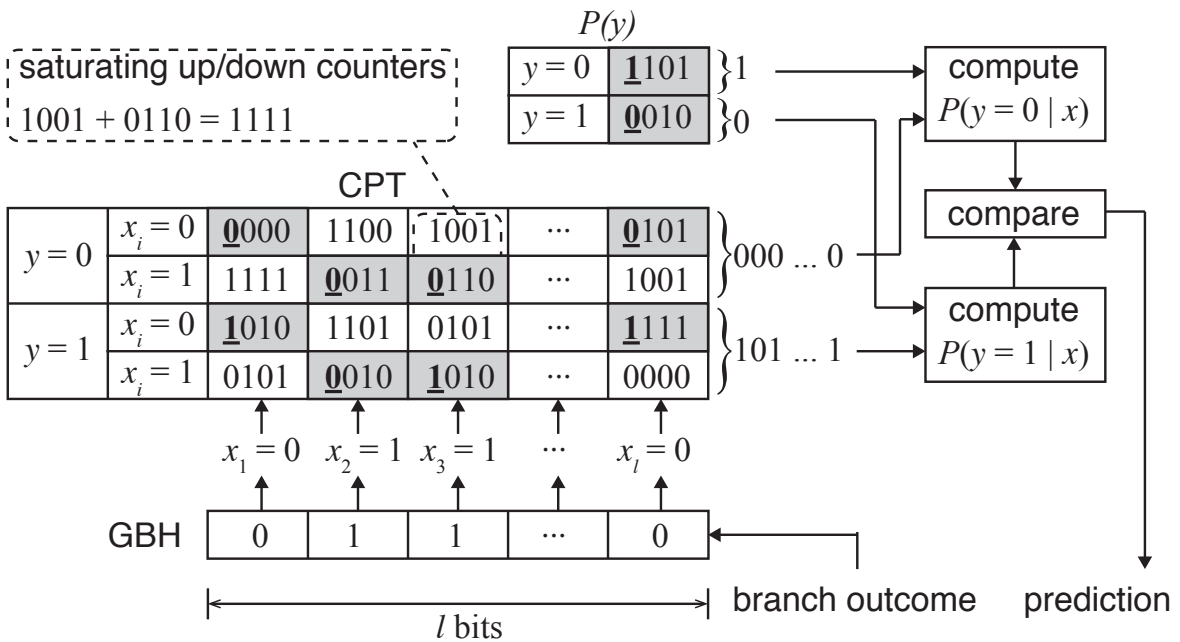 P(y)
saturating up/down counters
1001 + 0110 = 1111
y = 0 1101 }1
y = 1 0010 }0
compute
P(y = 0 | x)
compare
compute
P(y = 1 | x)
CPT
y = 0 x_i = 0 0000 1100 1001 ... 0101
x_i = 1 1111 0011 0110 ... 1001
}000 ... 0
y = 1 x_i = 0 1010 1101 0101 ... 1111
x_i = 1 0101 0010 1010 ... 0000
}101 ... 1
x_1 = 0 x_2 = 1 x_3 = 1 ... x_l = 0
GBH 0 1 1 ... 0
l bits
branch outcome
prediction